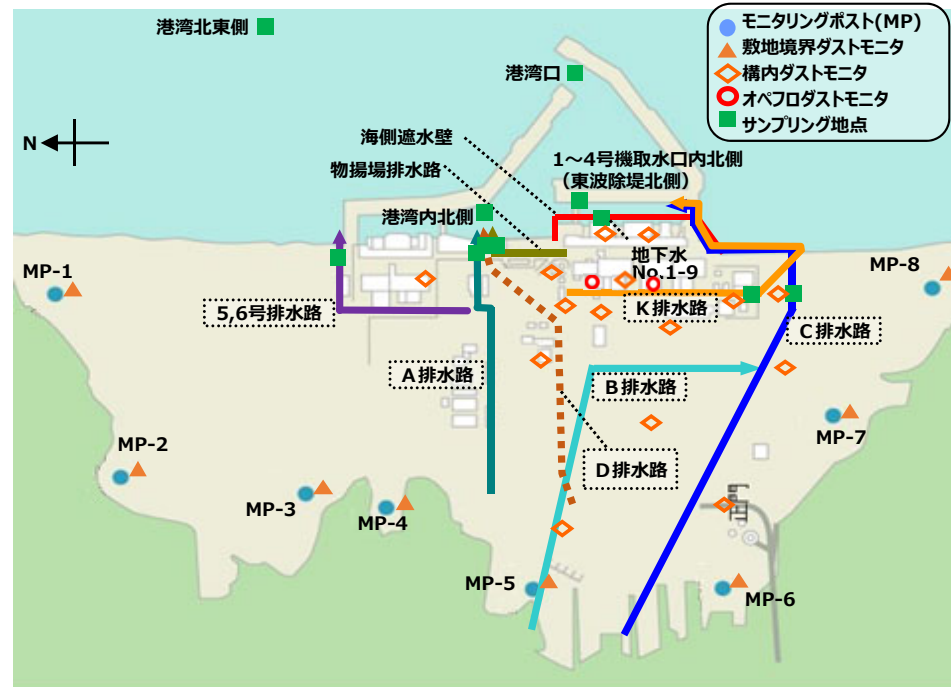 港湾北東側
モニタリングポスト(MP)
敷地境界ダストモニタ
構内ダストモニタ
オペフロダストモニタ
サンプリング地点
港湾口
N
海側遮水壁
1～4号機取水口内北側
（東波除堤北側）
物揚場排水路
港湾内北側
地下水
No.1-9
MP-1
MP-8
5,6号排水路
K排水路
C排水路
A排水路
B排水路
MP-7
MP-2
D排水路
MP-3
MP-4
MP-5
MP-6